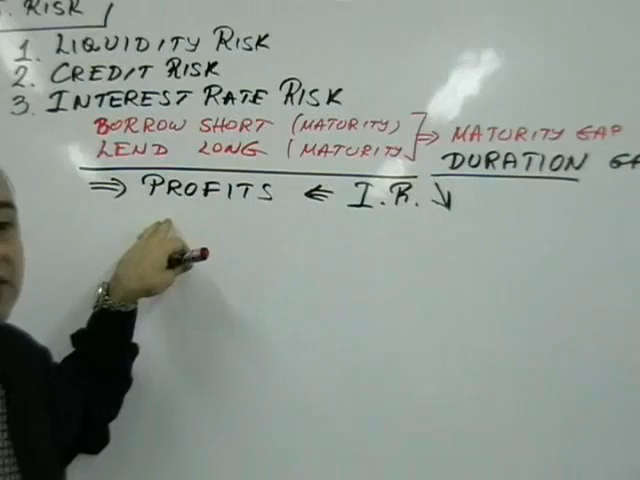 . RISK
1. LIQUIDITY RISK
2. CREDIT RISK
3. INTEREST RATE RISK
BORROW SHORT (MATURITY) ⇒ MATURITY GAP
LEND LONG (MATURITY DURATION GA
⇒ PROFITS ⇐ I.R. ↘